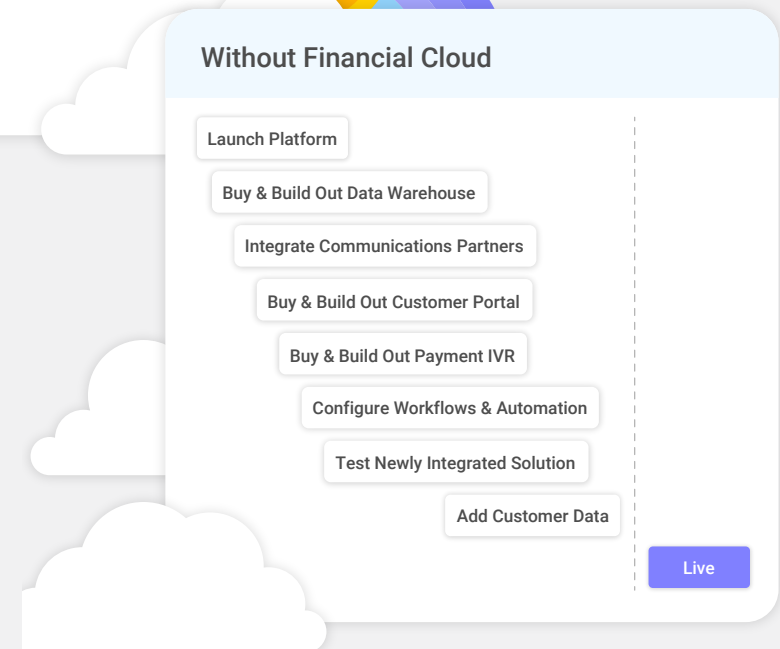 Without Financial Cloud
Launch Platform
Buy & Build Out Data Warehouse
Integrate Communications Partners
Buy & Build Out Customer Portal
Buy & Build Out Payment IVR
Configure Workflows & Automation
Test Newly Integrated Solution
Add Customer Data
Live